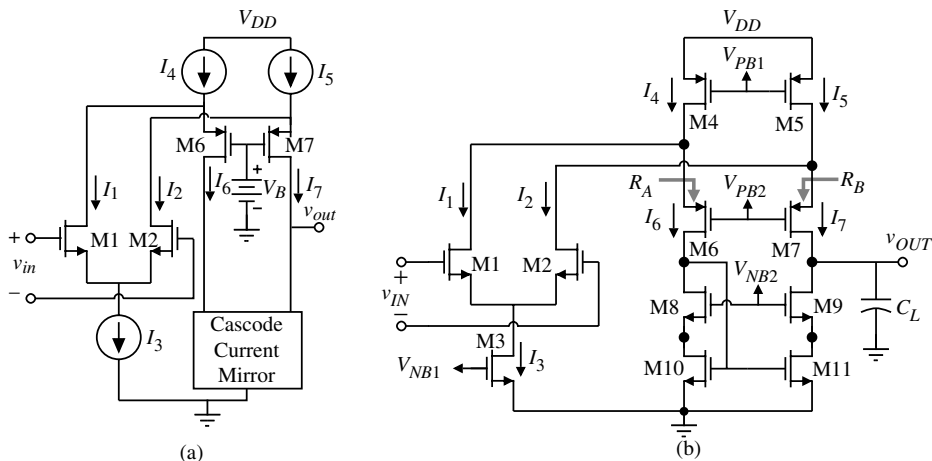 V_DD
I_4
I_5
M6
M7
I_1
I_2
I_6
V_B
+
−
I_7
v_out
+
v_in
−
M1
M2
I_3
Cascode
Current
Mirror
(a)
V_DD
V_PB1
I_4
I_5
M4
M5
R_A
V_PB2
R_B
I_1
I_2
I_6
I_7
M6
M7
v_OUT
+
v_IN
−
M1
M2
V_NB2
M8
M9
C_L
M3
V_NB1
I_3
M10
M11
(b)